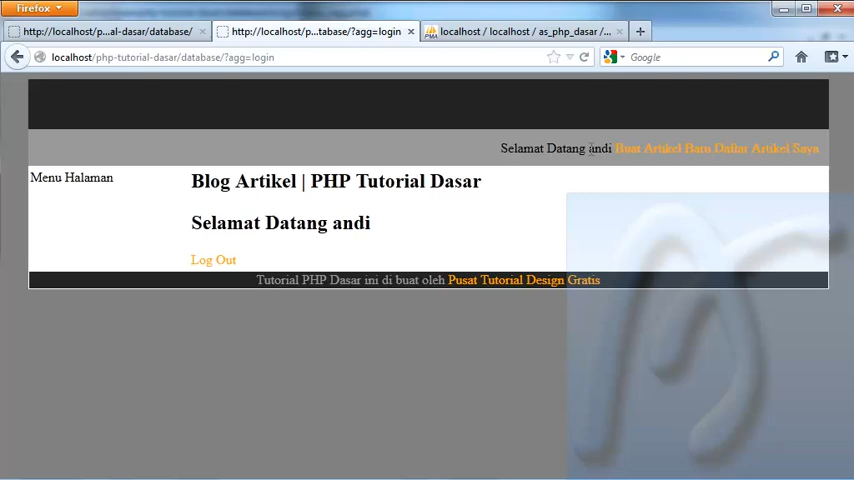 Firefox
http://localhost/p...al-dasar/database/
http://localhost/p...tabase/?agg=login
PMA
localhost / localhost / as_php_dasar /...
localhost/php-tutorial-dasar/database/?agg=login
Google
Selamat Datang andi Buat Artikel Baru Daftar Artikel Saya
Menu Halaman
Blog Artikel | PHP Tutorial Dasar
Selamat Datang andi
Log Out
Tutorial PHP Dasar ini di buat oleh Pusat Tutorial Design Gratis